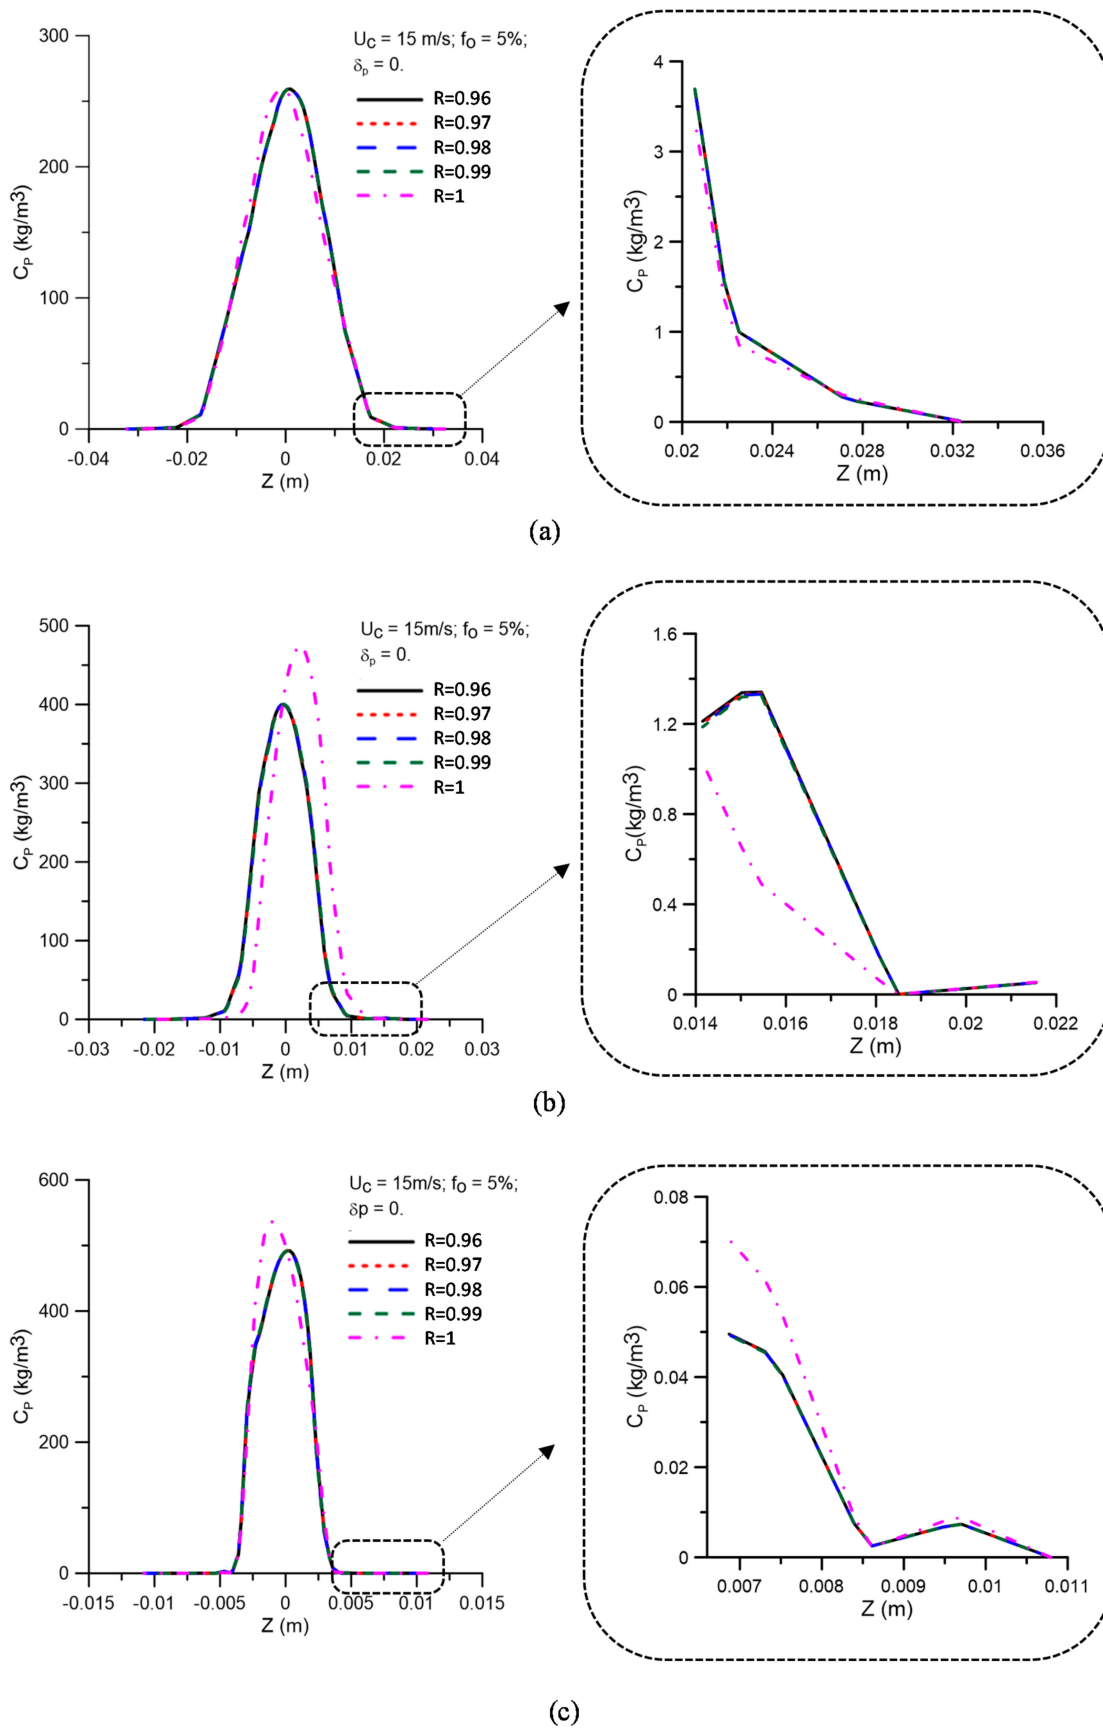 300
200
100
0
C_P (kg/m3)
-0.04 -0.02 0 0.02 0.04
Z (m)
U_C = 15 m/s; f_O = 5%;
δ_p = 0.
R=0.96
R=0.97
R=0.98
R=0.99
R=1
4
3
2
1
0
C_P (kg/m3)
0.02 0.024 0.028 0.032 0.036
Z (m)
(a)
500
400
300
200
100
0
C_P (kg/m3)
-0.03 -0.02 -0.01 0 0.01 0.02 0.03
Z (m)
U_C = 15m/s; f_O = 5%;
δ_p = 0.
R=0.96
R=0.97
R=0.98
R=0.99
R=1
1.6
1.2
0.8
0.4
0
C_P(kg/m3)
0.014 0.016 0.018 0.02 0.022
Z (m)
(b)
600
400
200
0
C_P (kg/m3)
-0.015 -0.01 -0.005 0 0.005 0.01 0.015
Z (m)
U_C = 15m/s; f_O = 5%;
δp = 0.
R=0.96
R=0.97
R=0.98
R=0.99
R=1
0.08
0.06
0.04
0.02
0
C_P (kg/m3)
0.007 0.008 0.009 0.01 0.011
Z (m)
(c)